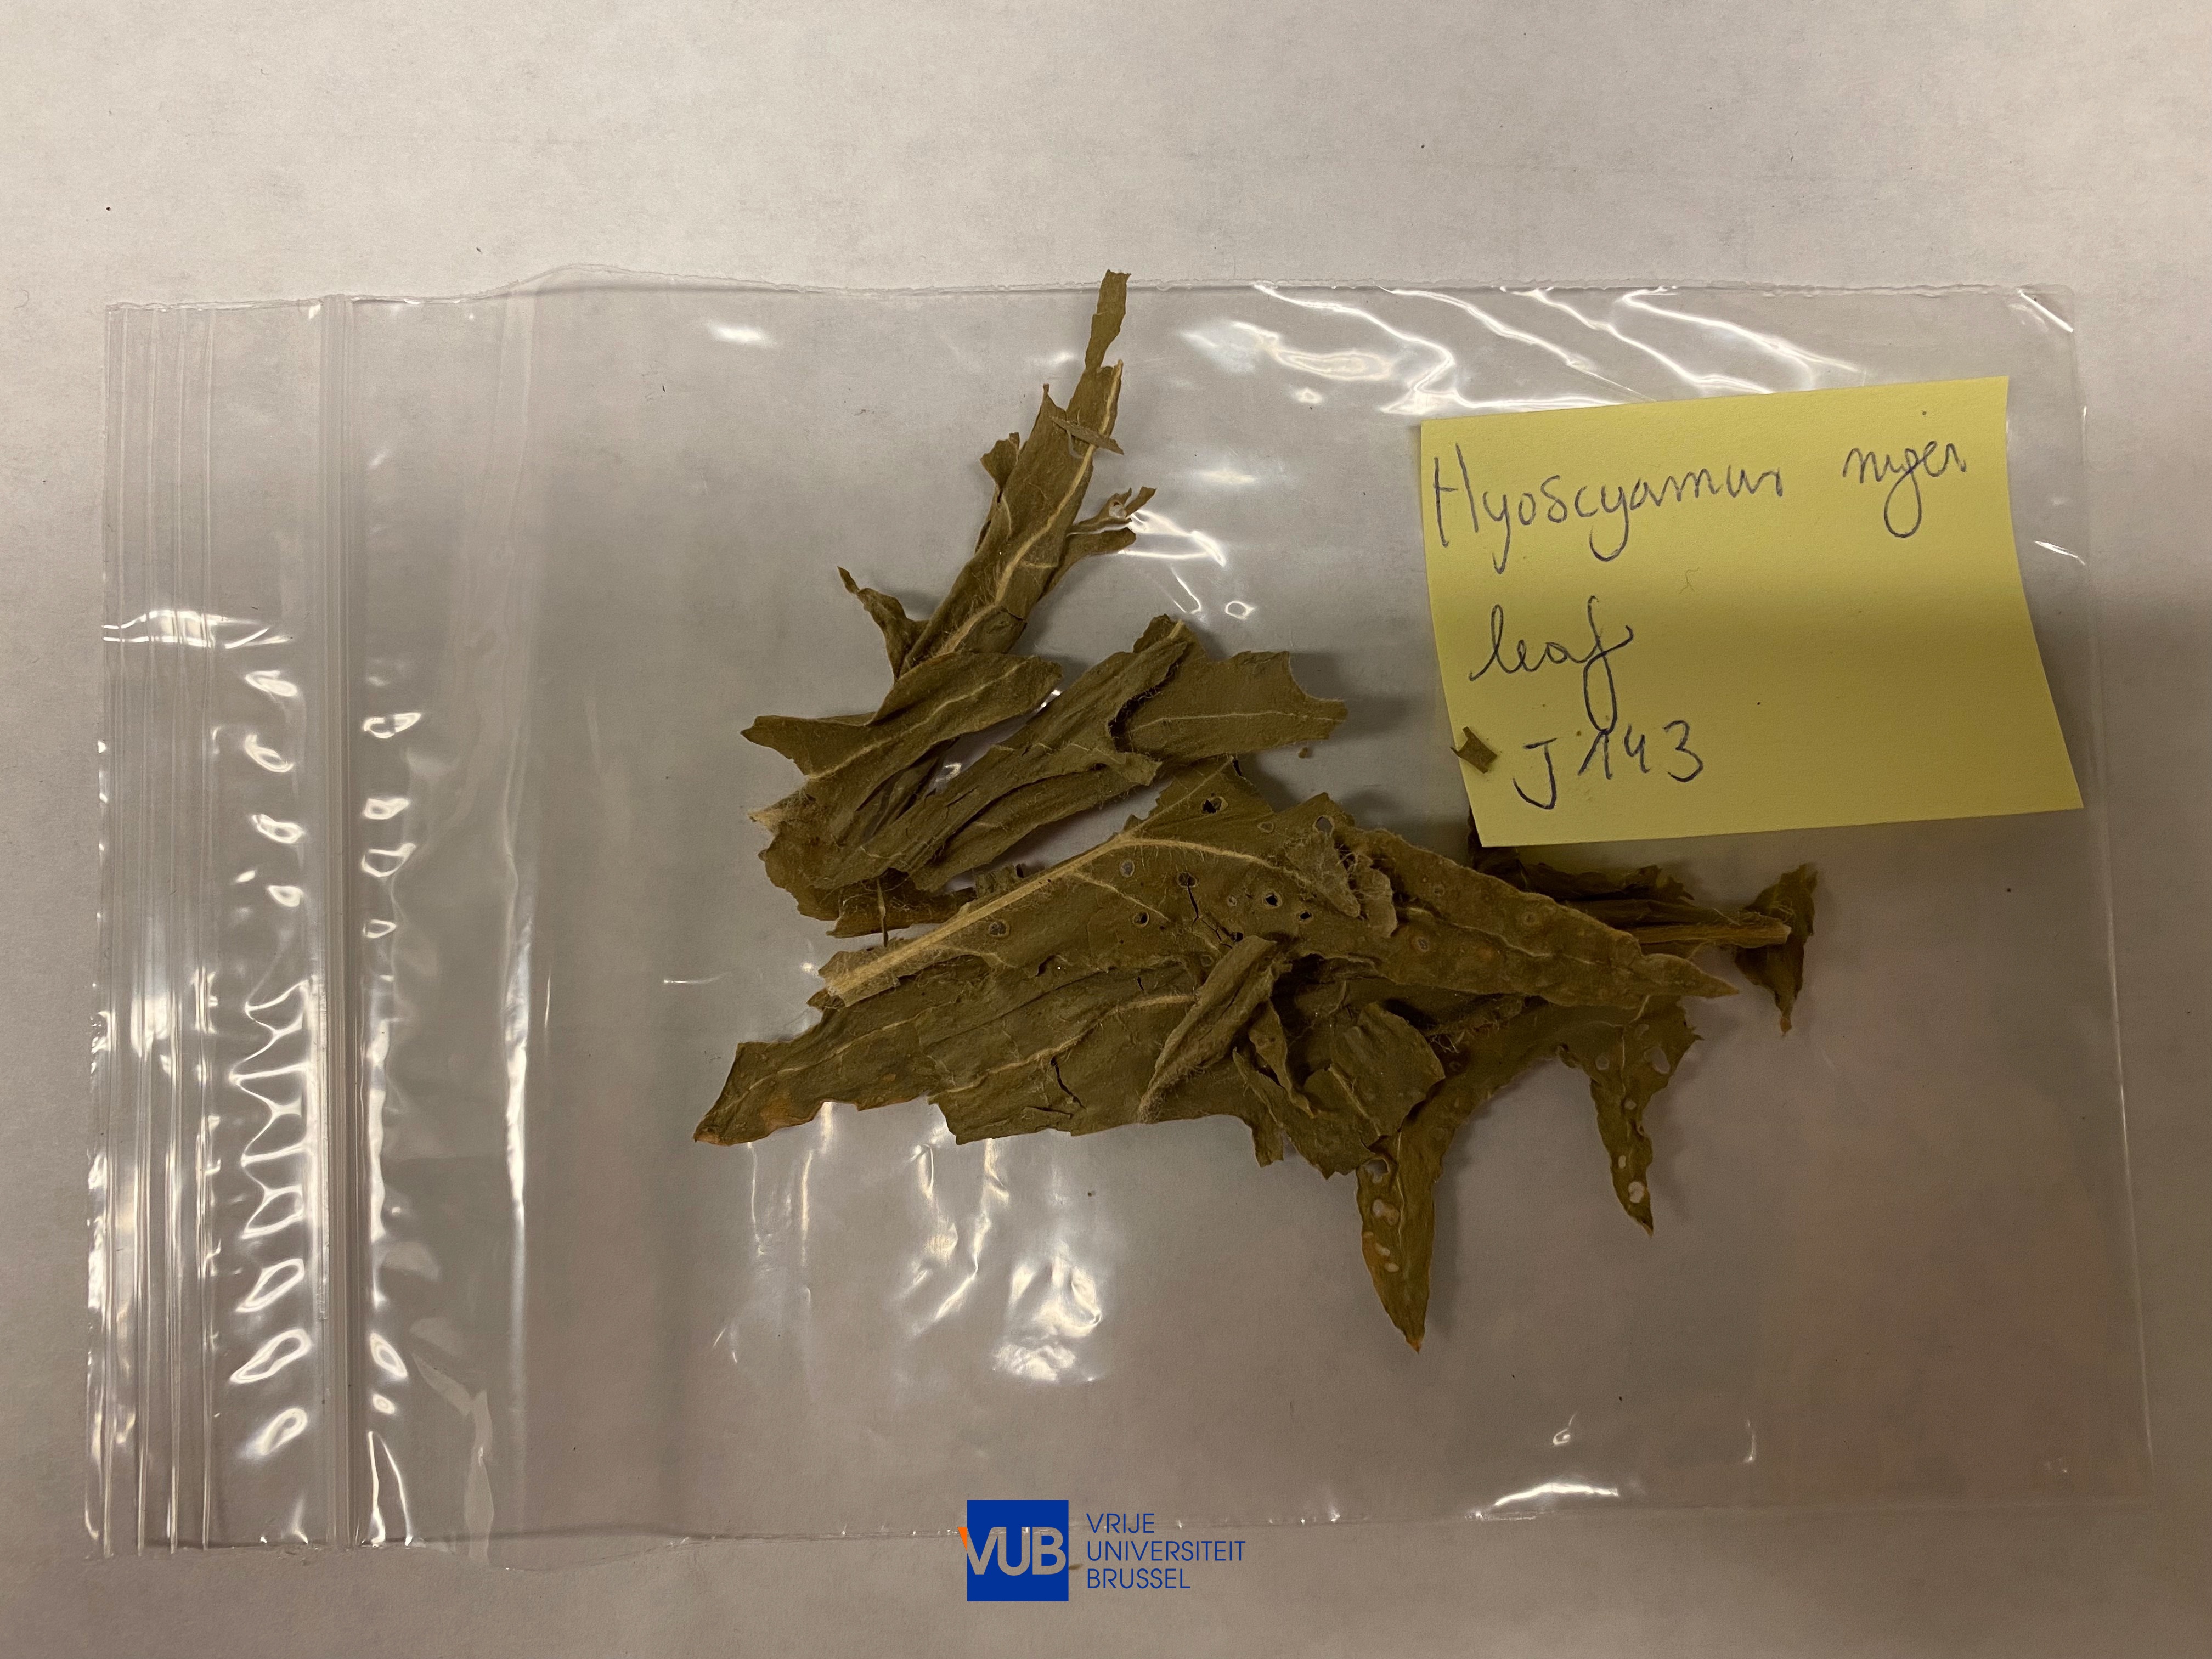 Hyoscyamus niger
leaf
J143
VUB
VRIJE
UNIVERSITEIT
BRUSSEL